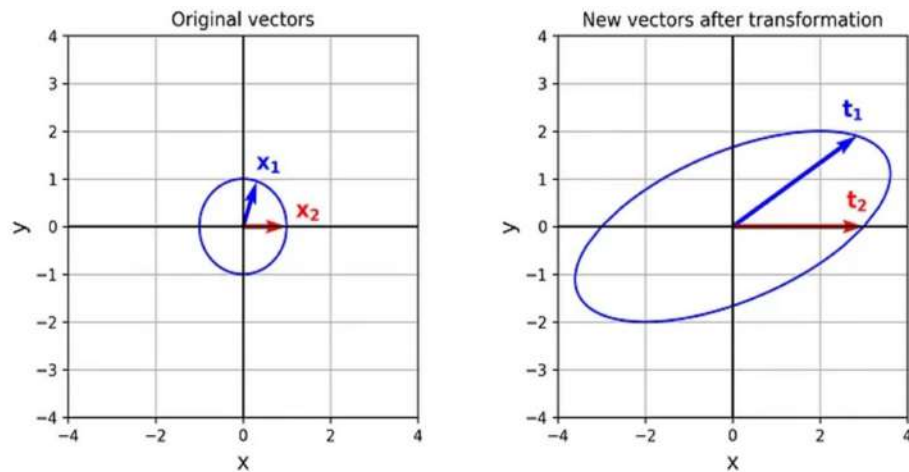 Original vectors
4
3
2
1
0
−1
−2
−3
−4
y
x₁
x₂
−4 −2 0 2 4
x
New vectors after transformation
4
3
2
1
0
−1
−2
−3
−4
y
t₁
t₂
−4 −2 0 2 4
x